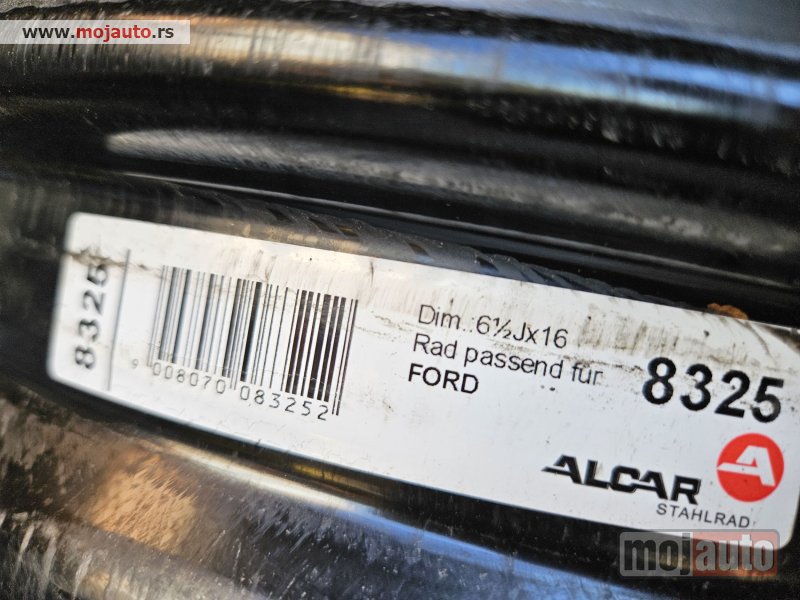 www.mojauto.rs
8325
9 008070 083252
Dim.:6½Jx16
Rad passend für
FORD
8325
ALCAR
STAHLRAD
mojauto